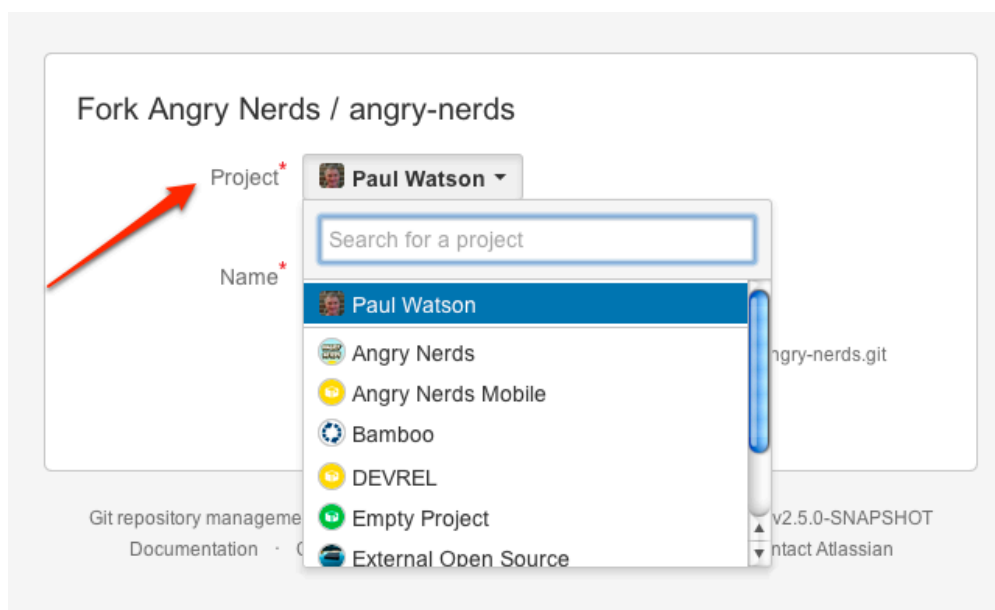 Fork Angry Nerds / angry-nerds
Project*
Paul Watson
Search for a project
Name*
Paul Watson
Angry Nerds
ngry-nerds.git
Angry Nerds Mobile
Bamboo
DEVREL
Empty Project
External Open Source
Git repository manageme v2.5.0-SNAPSHOT
Documentation · ntact Atlassian